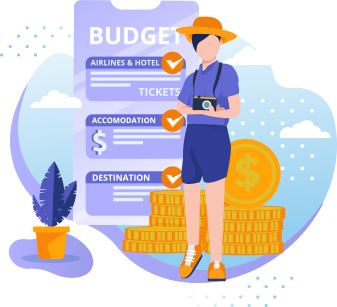 BUDGET
AIRLINES & HOTEL
TICKETS
ACCOMODATION
$
DESTINATION
$